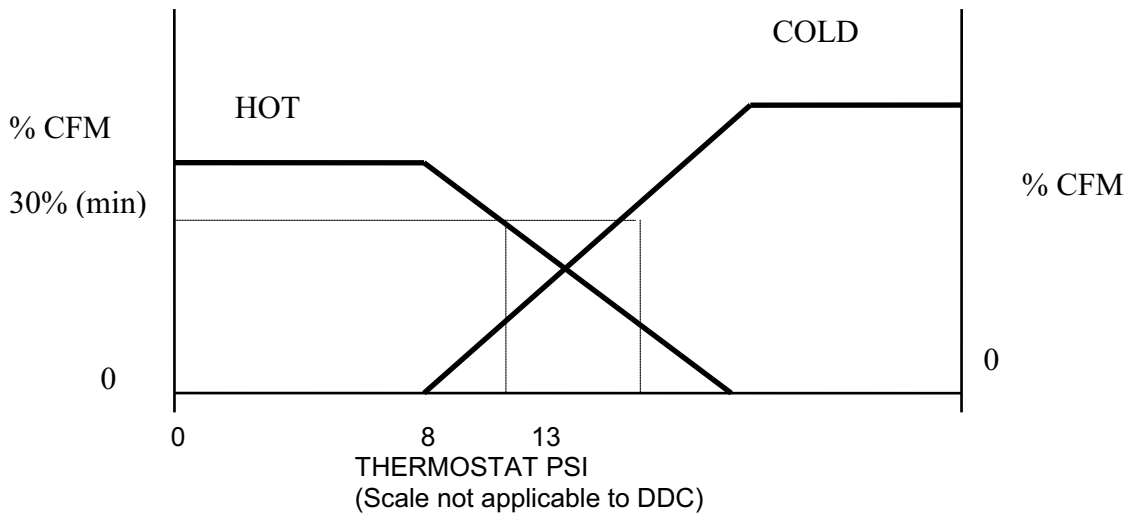 COLD
HOT
% CFM
30% (min)
% CFM
0
0
0 8 13
THERMOSTAT PSI
(Scale not applicable to DDC)